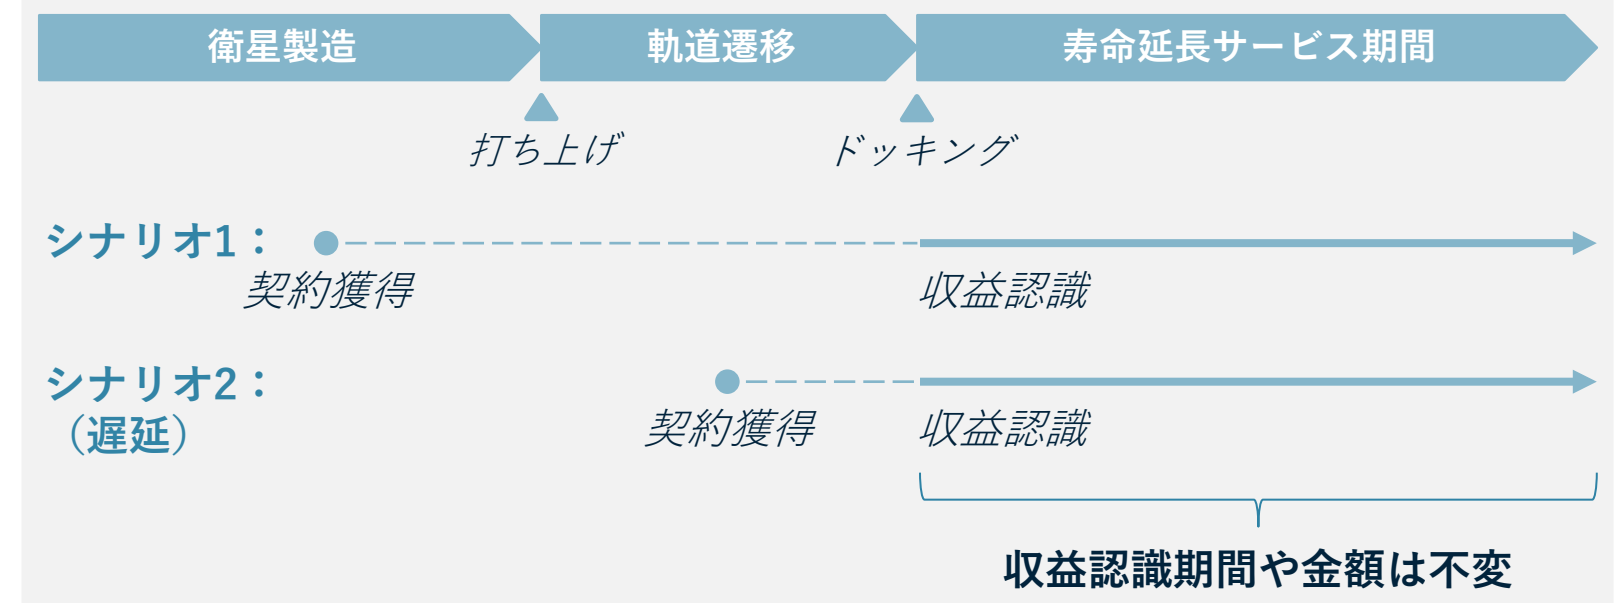 衛星製造
軌道遷移
寿命延長サービス期間
打ち上げ
ドッキング
シナリオ1：
契約獲得
収益認識
シナリオ2：
（遅延）
契約獲得
収益認識
収益認識期間や金額は不変